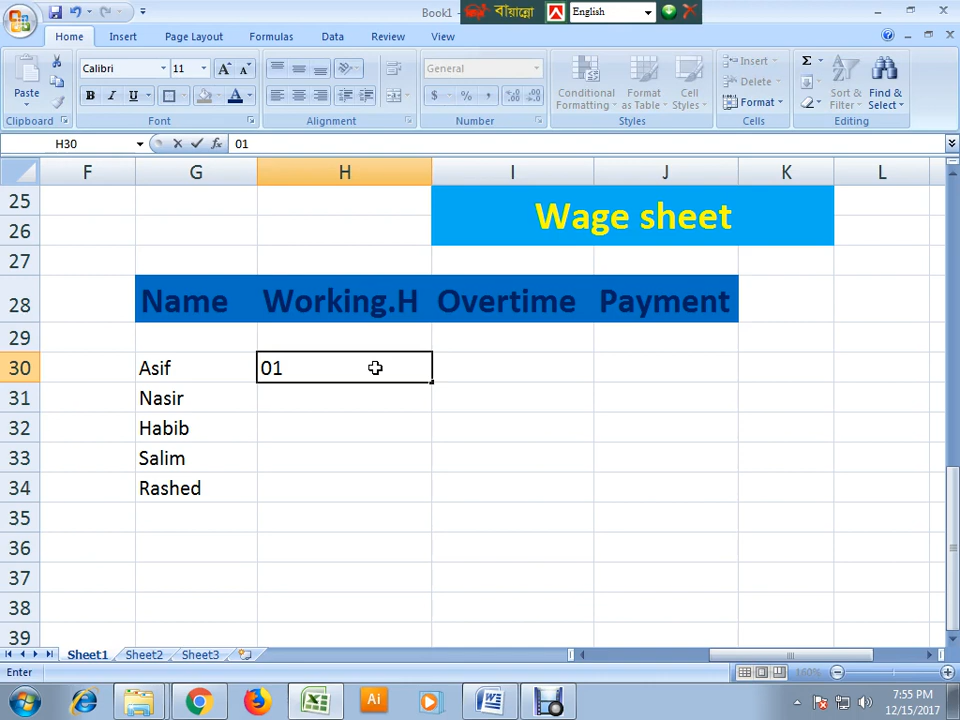 Book1 -
বায়ান্নো
English
Home Insert Page Layout Formulas Data Review View
Paste
Clipboard
Calibri 11
B I U
Font
Alignment
General
$ % ,
Number
Conditional Formatting
Format as Table
Cell Styles
Styles
Insert
Delete
Format
Cells
Σ
Sort & Filter
Find & Select
Editing
H30 fx 01
F G H I J K L
25 Wage sheet
26
27
28 Name Working.H Overtime Payment
29
30 Asif 01
31 Nasir
32 Habib
33 Salim
34 Rashed
35
36
37
38
39
Sheet1 Sheet2 Sheet3
Enter 160%
Ai
W
7:55 PM
12/15/2017